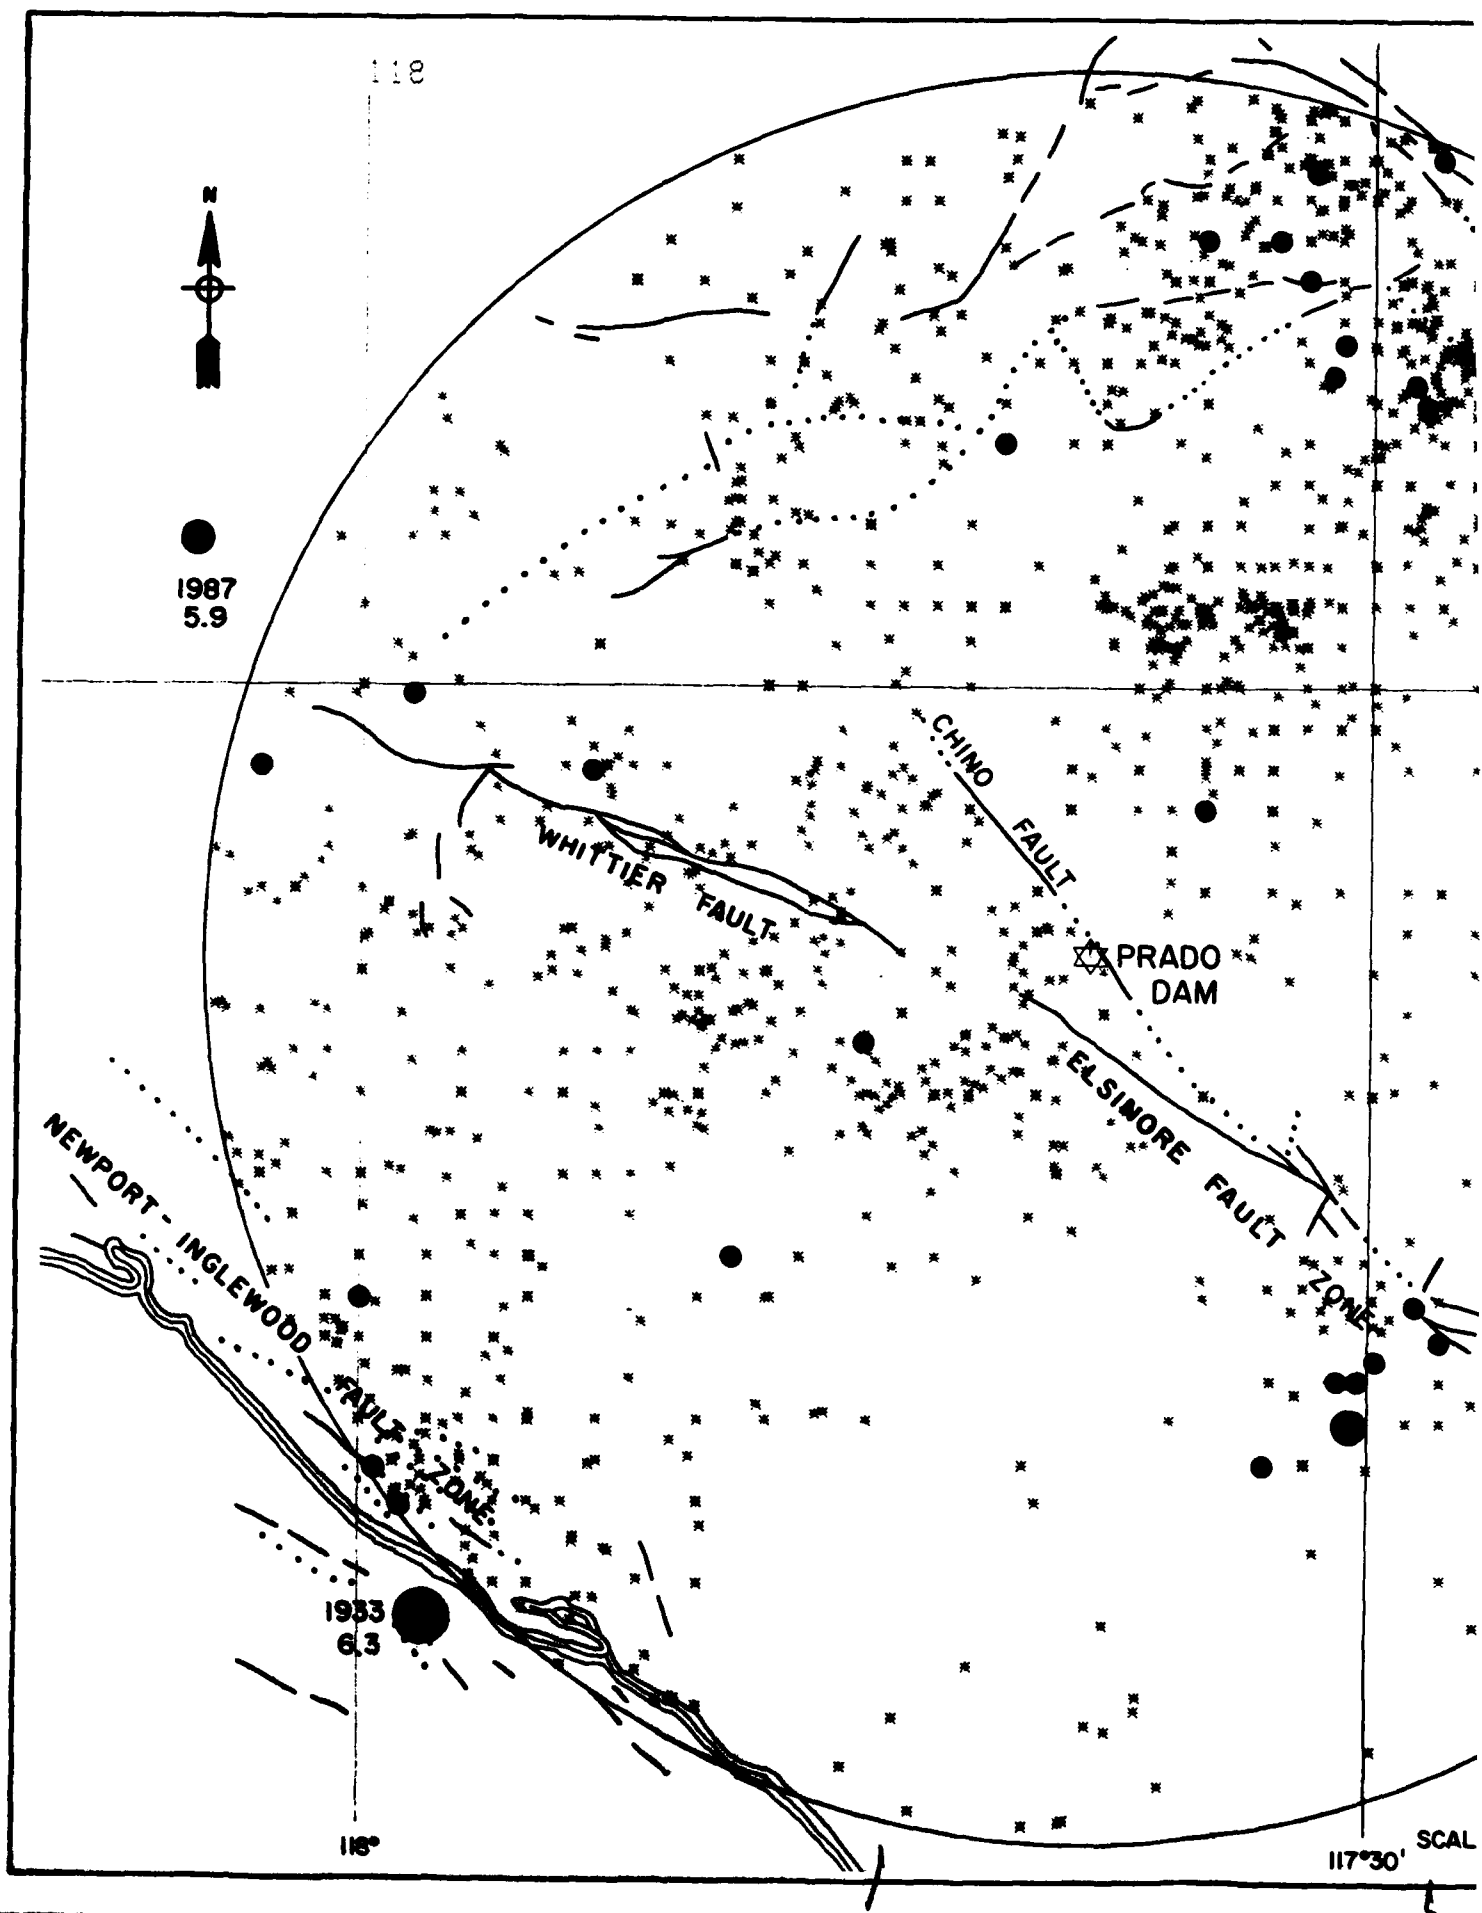 118
N
1987
5.9
CHINO FAULT
WHITTIER FAULT
PRADO
DAM
ELSINORE FAULT ZONE
NEWPORT - INGLEWOOD FAULT ZONE
1933
6.3
118°
117°30'
SCAL